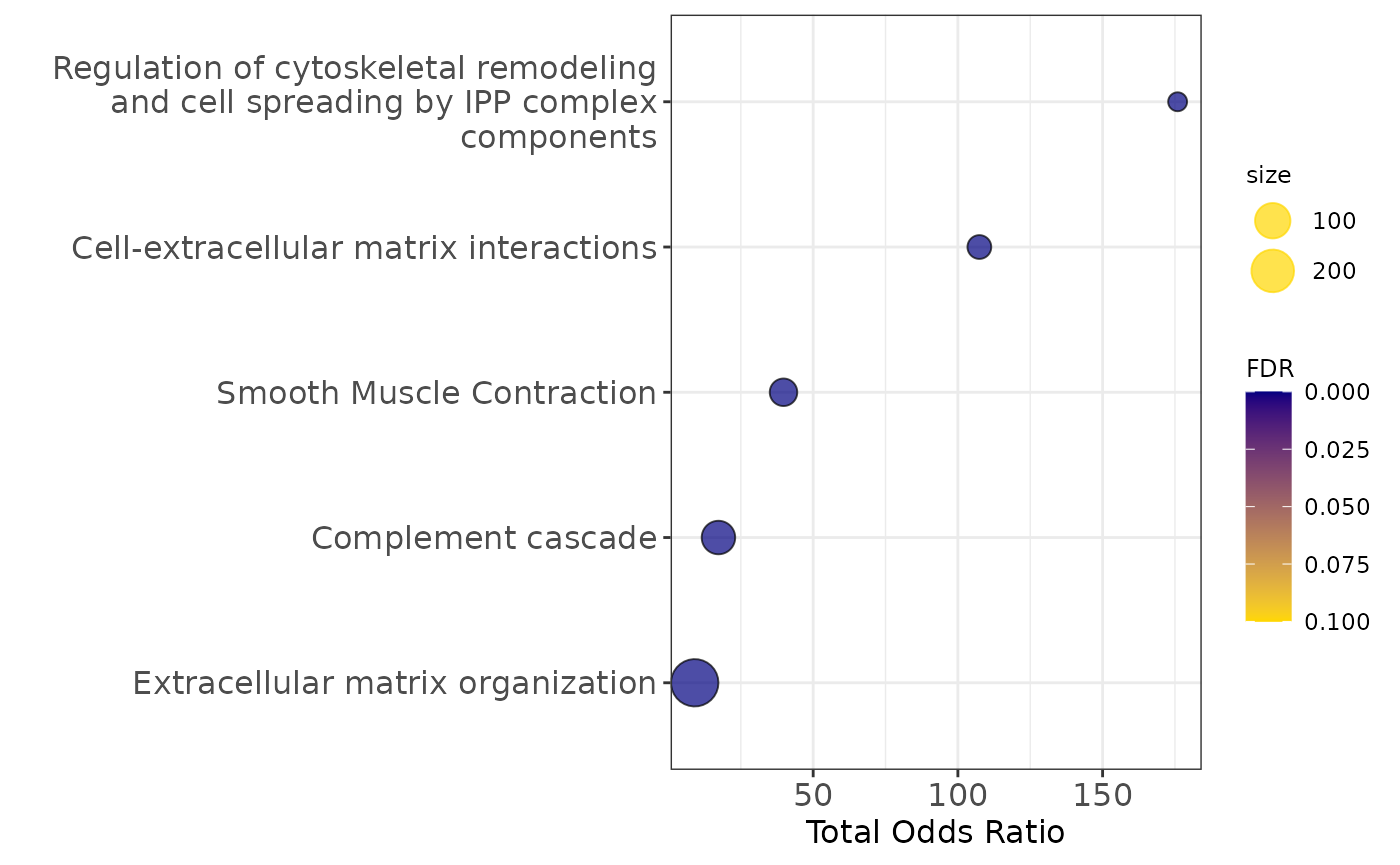 Regulation of cytoskeletal remodeling
and cell spreading by IPP complex
components
Cell-extracellular matrix interactions
Smooth Muscle Contraction
Complement cascade
Extracellular matrix organization
50 100 150
Total Odds Ratio
size
100
200
FDR
0.000
0.025
0.050
0.075
0.100